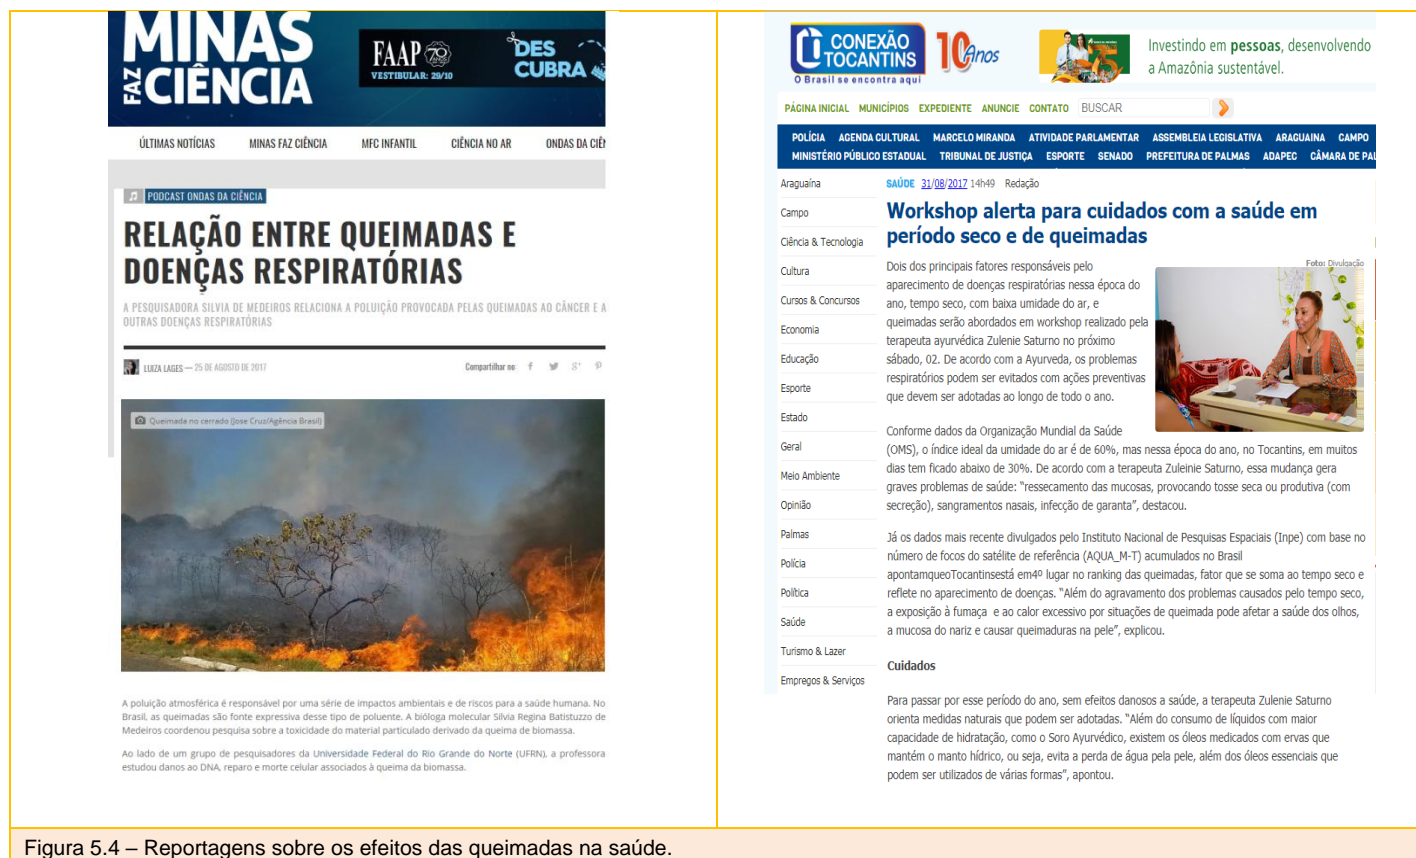 MINAS
FAZ
CIÊNCIA
FAAP 70
VESTIBULAR: 29/10
DES
CUBRA
ÚLTIMAS NOTÍCIAS MINAS FAZ CIÊNCIA MFC INFANTIL CIÊNCIA NO AR ONDAS DA CIÊN
PODCAST ONDAS DA CIÊNCIA
RELAÇÃO ENTRE QUEIMADAS E
DOENÇAS RESPIRATÓRIAS
A PESQUISADORA SILVIA DE MEDEIROS RELACIONA A POLUIÇÃO PROVOCADA PELAS QUEIMADAS AO CÂNCER E A
OUTRAS DOENÇAS RESPIRATÓRIAS
LUIZA LAGES — 25 DE AGOSTO DE 2017 Compartilhar no
Queimada no cerrado (Jose Cruz/Agência Brasil)
A poluição atmosférica é responsável por uma série de impactos ambientais e de riscos para a saúde humana. No
Brasil, as queimadas são fonte expressiva desse tipo de poluente. A bióloga molecular Silvia Regina Batistuzzo de
Medeiros coordenou pesquisa sobre a toxicidade do material particulado derivado da queima de biomassa.
Ao lado de um grupo de pesquisadores da Universidade Federal do Rio Grande do Norte (UFRN), a professora
estudou danos ao DNA, reparo e morte celular associados à queima da biomassa.
CONEXÃO
TOCANTINS
O Brasil se encontra aqui
10 Anos
Investindo em pessoas, desenvolvendo
a Amazônia sustentável.
PÁGINA INICIAL MUNICÍPIOS EXPEDIENTE ANUNCIE CONTATO BUSCAR
POLÍCIA AGENDA CULTURAL MARCELO MIRANDA ATIVIDADE PARLAMENTAR ASSEMBLEIA LEGISLATIVA ARAGUAINA CAMPO
MINISTÉRIO PÚBLICO ESTADUAL TRIBUNAL DE JUSTIÇA ESPORTE SENADO PREFEITURA DE PALMAS ADAPEC CÂMARA DE PAL
Araguaína
Campo
Ciência & Tecnologia
Cultura
Cursos & Concursos
Economia
Educação
Esporte
Estado
Geral
Meio Ambiente
Opinião
Palmas
Polícia
Política
Saúde
Turismo & Lazer
Empregos & Serviços
SAÚDE 31/08/2017 14h49 Redação
Workshop alerta para cuidados com a saúde em
período seco e de queimadas
Foto: Divulgação
Dois dos principais fatores responsáveis pelo
aparecimento de doenças respiratórias nessa época do
ano, tempo seco, com baixa umidade do ar, e
queimadas serão abordados em workshop realizado pela
terapeuta ayurvédica Zulenie Saturno no próximo
sábado, 02. De acordo com a Ayurveda, os problemas
respiratórios podem ser evitados com ações preventivas
que devem ser adotadas ao longo de todo o ano.
Conforme dados da Organização Mundial da Saúde
(OMS), o índice ideal da umidade do ar é de 60%, mas nessa época do ano, no Tocantins, em muitos
dias tem ficado abaixo de 30%. De acordo com a terapeuta Zuleinie Saturno, essa mudança gera
graves problemas de saúde: “ressecamento das mucosas, provocando tosse seca ou produtiva (com
secreção), sangramentos nasais, infecção de garanta”, destacou.
Já os dados mais recente divulgados pelo Instituto Nacional de Pesquisas Espaciais (Inpe) com base no
número de focos do satélite de referência (AQUA_M-T) acumulados no Brasil
apontamqueoTocantinsestá em4º lugar no ranking das queimadas, fator que se soma ao tempo seco e
reflete no aparecimento de doenças. “Além do agravamento dos problemas causados pelo tempo seco,
a exposição à fumaça e ao calor excessivo por situações de queimada pode afetar a saúde dos olhos,
a mucosa do nariz e causar queimaduras na pele”, explicou.
Cuidados
Para passar por esse período do ano, sem efeitos danosos a saúde, a terapeuta Zulenie Saturno
orienta medidas naturais que podem ser adotadas. “Além do consumo de líquidos com maior
capacidade de hidratação, como o Soro Ayurvédico, existem os óleos medicados com ervas que
mantém o manto hídrico, ou seja, evita a perda de água pela pele, além dos óleos essenciais que
podem ser utilizados de várias formas”, apontou.
Figura 5.4 – Reportagens sobre os efeitos das queimadas na saúde.